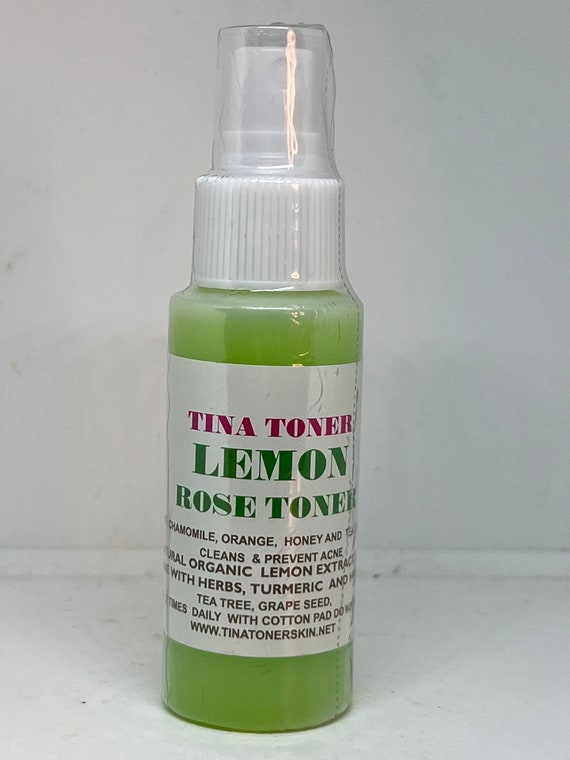 TINA TONER
LEMON
ROSE TONER
CHAMOMILE, ORANGE, HONEY AND
CLEANS & PREVENT ACNE
ORGANIC LEMON EXTRACT
WITH HERBS, TURMERIC AND
TEA TREE, GRAPE SEED,
TIMES DAILY WITH COTTON PAD DO
WWW.TINATONERSKIN.NET